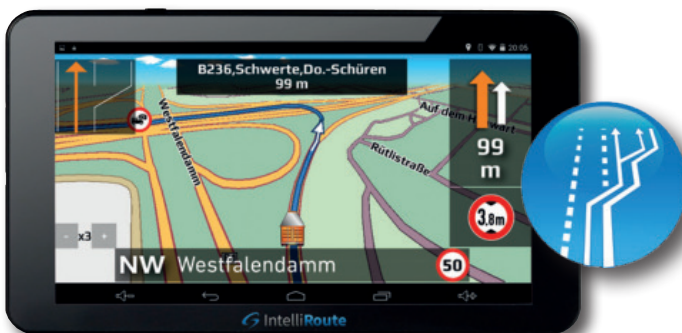 20:05
B236,Schwerte,Do.-Schüren
99 m
Westfalendamm
Auf dem H
wart
Rütlistraße
99
m
3,8m
- x3 +
NW Westfalendamm
50
IntelliRoute